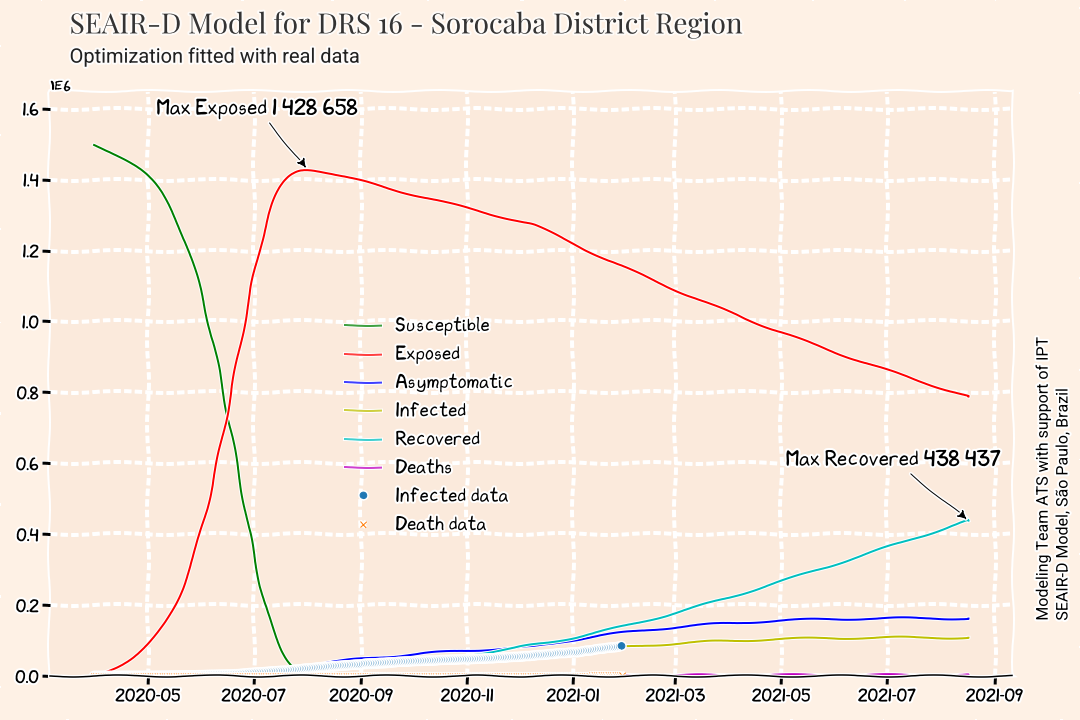 SEAIR-D Model for DRS 16 - Sorocaba District Region
Optimization fitted with real data
1E6
Max Exposed 1 428 658
1.6
1.4
1.2
1.0
0.8
0.6
0.4
0.2
0.0
Susceptible
Exposed
Asymptomatic
Infected
Recovered
Deaths
Infected data
Death data
Max Recovered 438 437
2020-05
2020-07
2020-09
2020-11
2021-01
2021-03
2021-05
2021-07
2021-09
Modeling Team ATS with support of IPT
SEAIR-D Model, São Paulo, Brazil